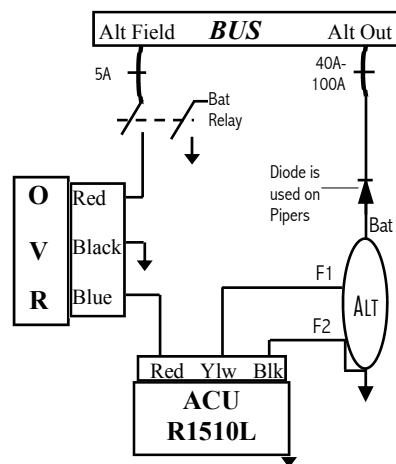 Alt Field BUS Alt Out
5A
40A-
100A
Bat
Relay
Diode is
used on
Pipers
Bat
O Red
V Black
R Blue
F1
ALT
F2
Red Ylw Blk
ACU
R1510L